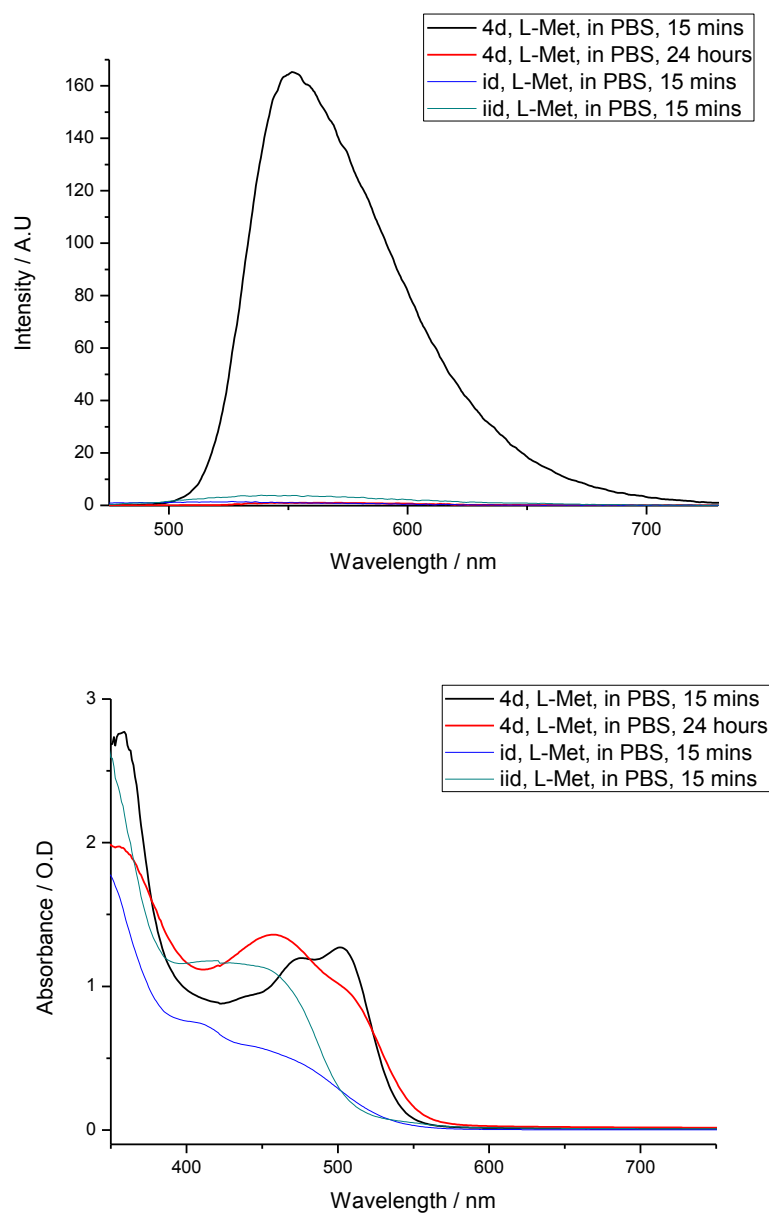 4d, L-Met, in PBS, 15 mins
4d, L-Met, in PBS, 24 hours
id, L-Met, in PBS, 15 mins
iid, L-Met, in PBS, 15 mins
160
140
120
100
80
60
40
20
0
Intensity / A.U
500
600
700
Wavelength / nm
4d, L-Met, in PBS, 15 mins
4d, L-Met, in PBS, 24 hours
id, L-Met, in PBS, 15 mins
iid, L-Met, in PBS, 15 mins
3
2
1
0
Absorbance / O.D
400
500
600
700
Wavelength / nm